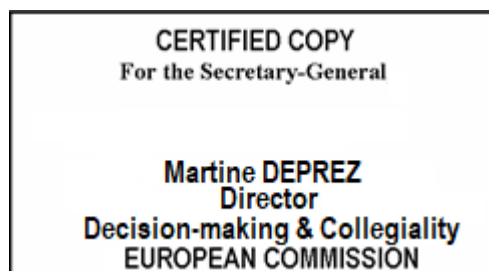 CERTIFIED COPY
For the Secretary-General
Martine DEPREZ
Director
Decision-making & Collegiality
EUROPEAN COMMISSION